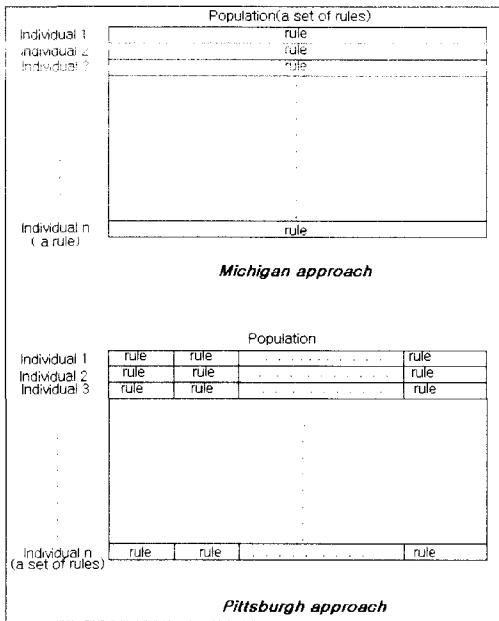 Population(a set of rules)
Individual 1 rule
Individual 2 rule
Individual 3 rule
Individual n rule
( a rule)
Michigan approach
Population
Individual 1 rule rule . . . . . . . . . . rule
Individual 2 rule rule . . . . . . . . . . rule
Individual 3 rule rule . . . . . . . . . . rule
Individual n rule rule . . . . . . . . . . rule
(a set of rules)
Pittsburgh approach